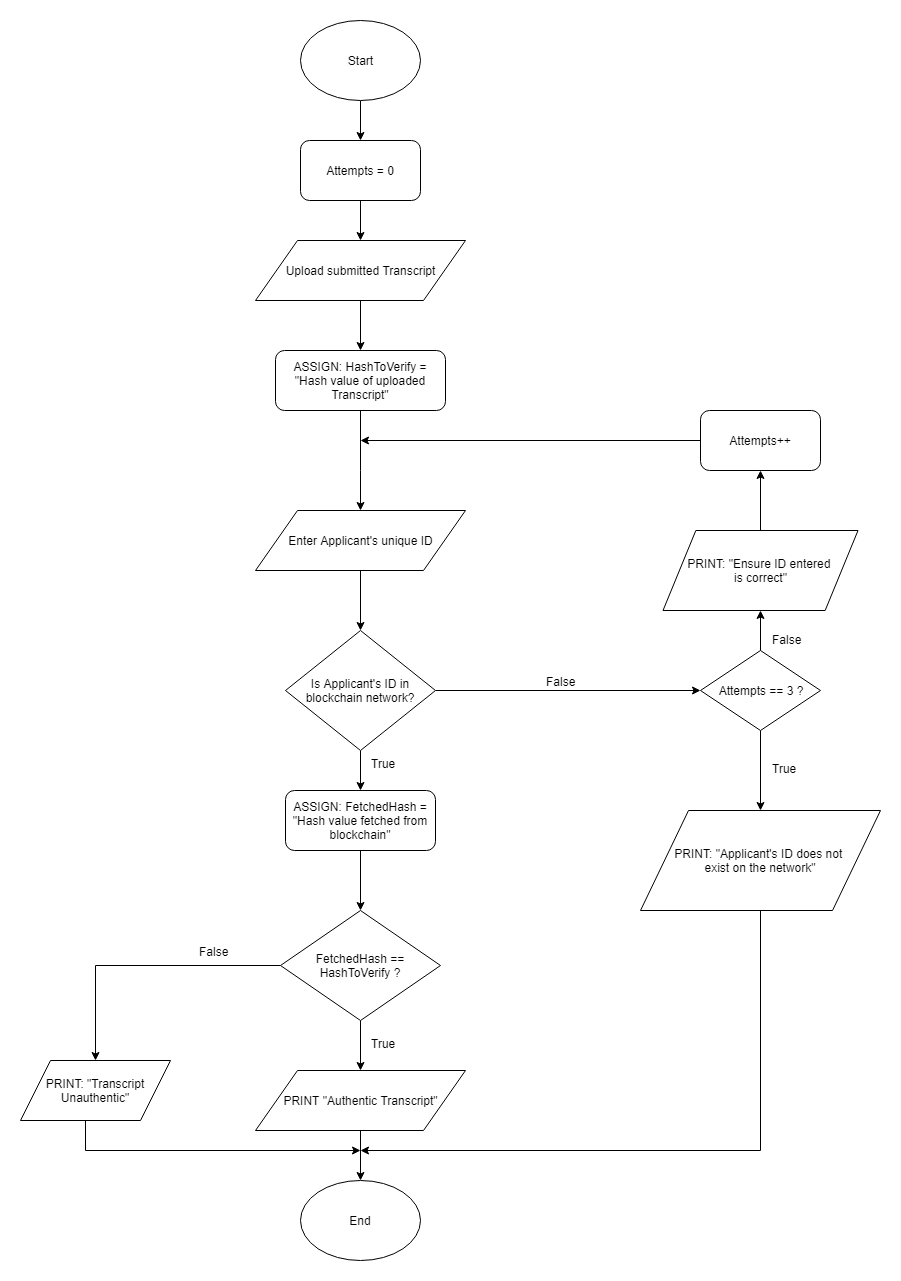 Start
Attempts = 0
Upload submitted Transcript
ASSIGN: HashToVerify =
"Hash value of uploaded
Transcript"
Attempts++
Enter Applicant's unique ID
PRINT: "Ensure ID entered
is correct"
False
Is Applicant's ID in
blockchain network?
False
Attempts == 3 ?
True
True
ASSIGN: FetchedHash =
"Hash value fetched from
blockchain"
PRINT: "Applicant's ID does not
exist on the network"
False
FetchedHash ==
HashToVerify ?
True
PRINT: "Transcript
Unauthentic"
PRINT "Authentic Transcript"
End